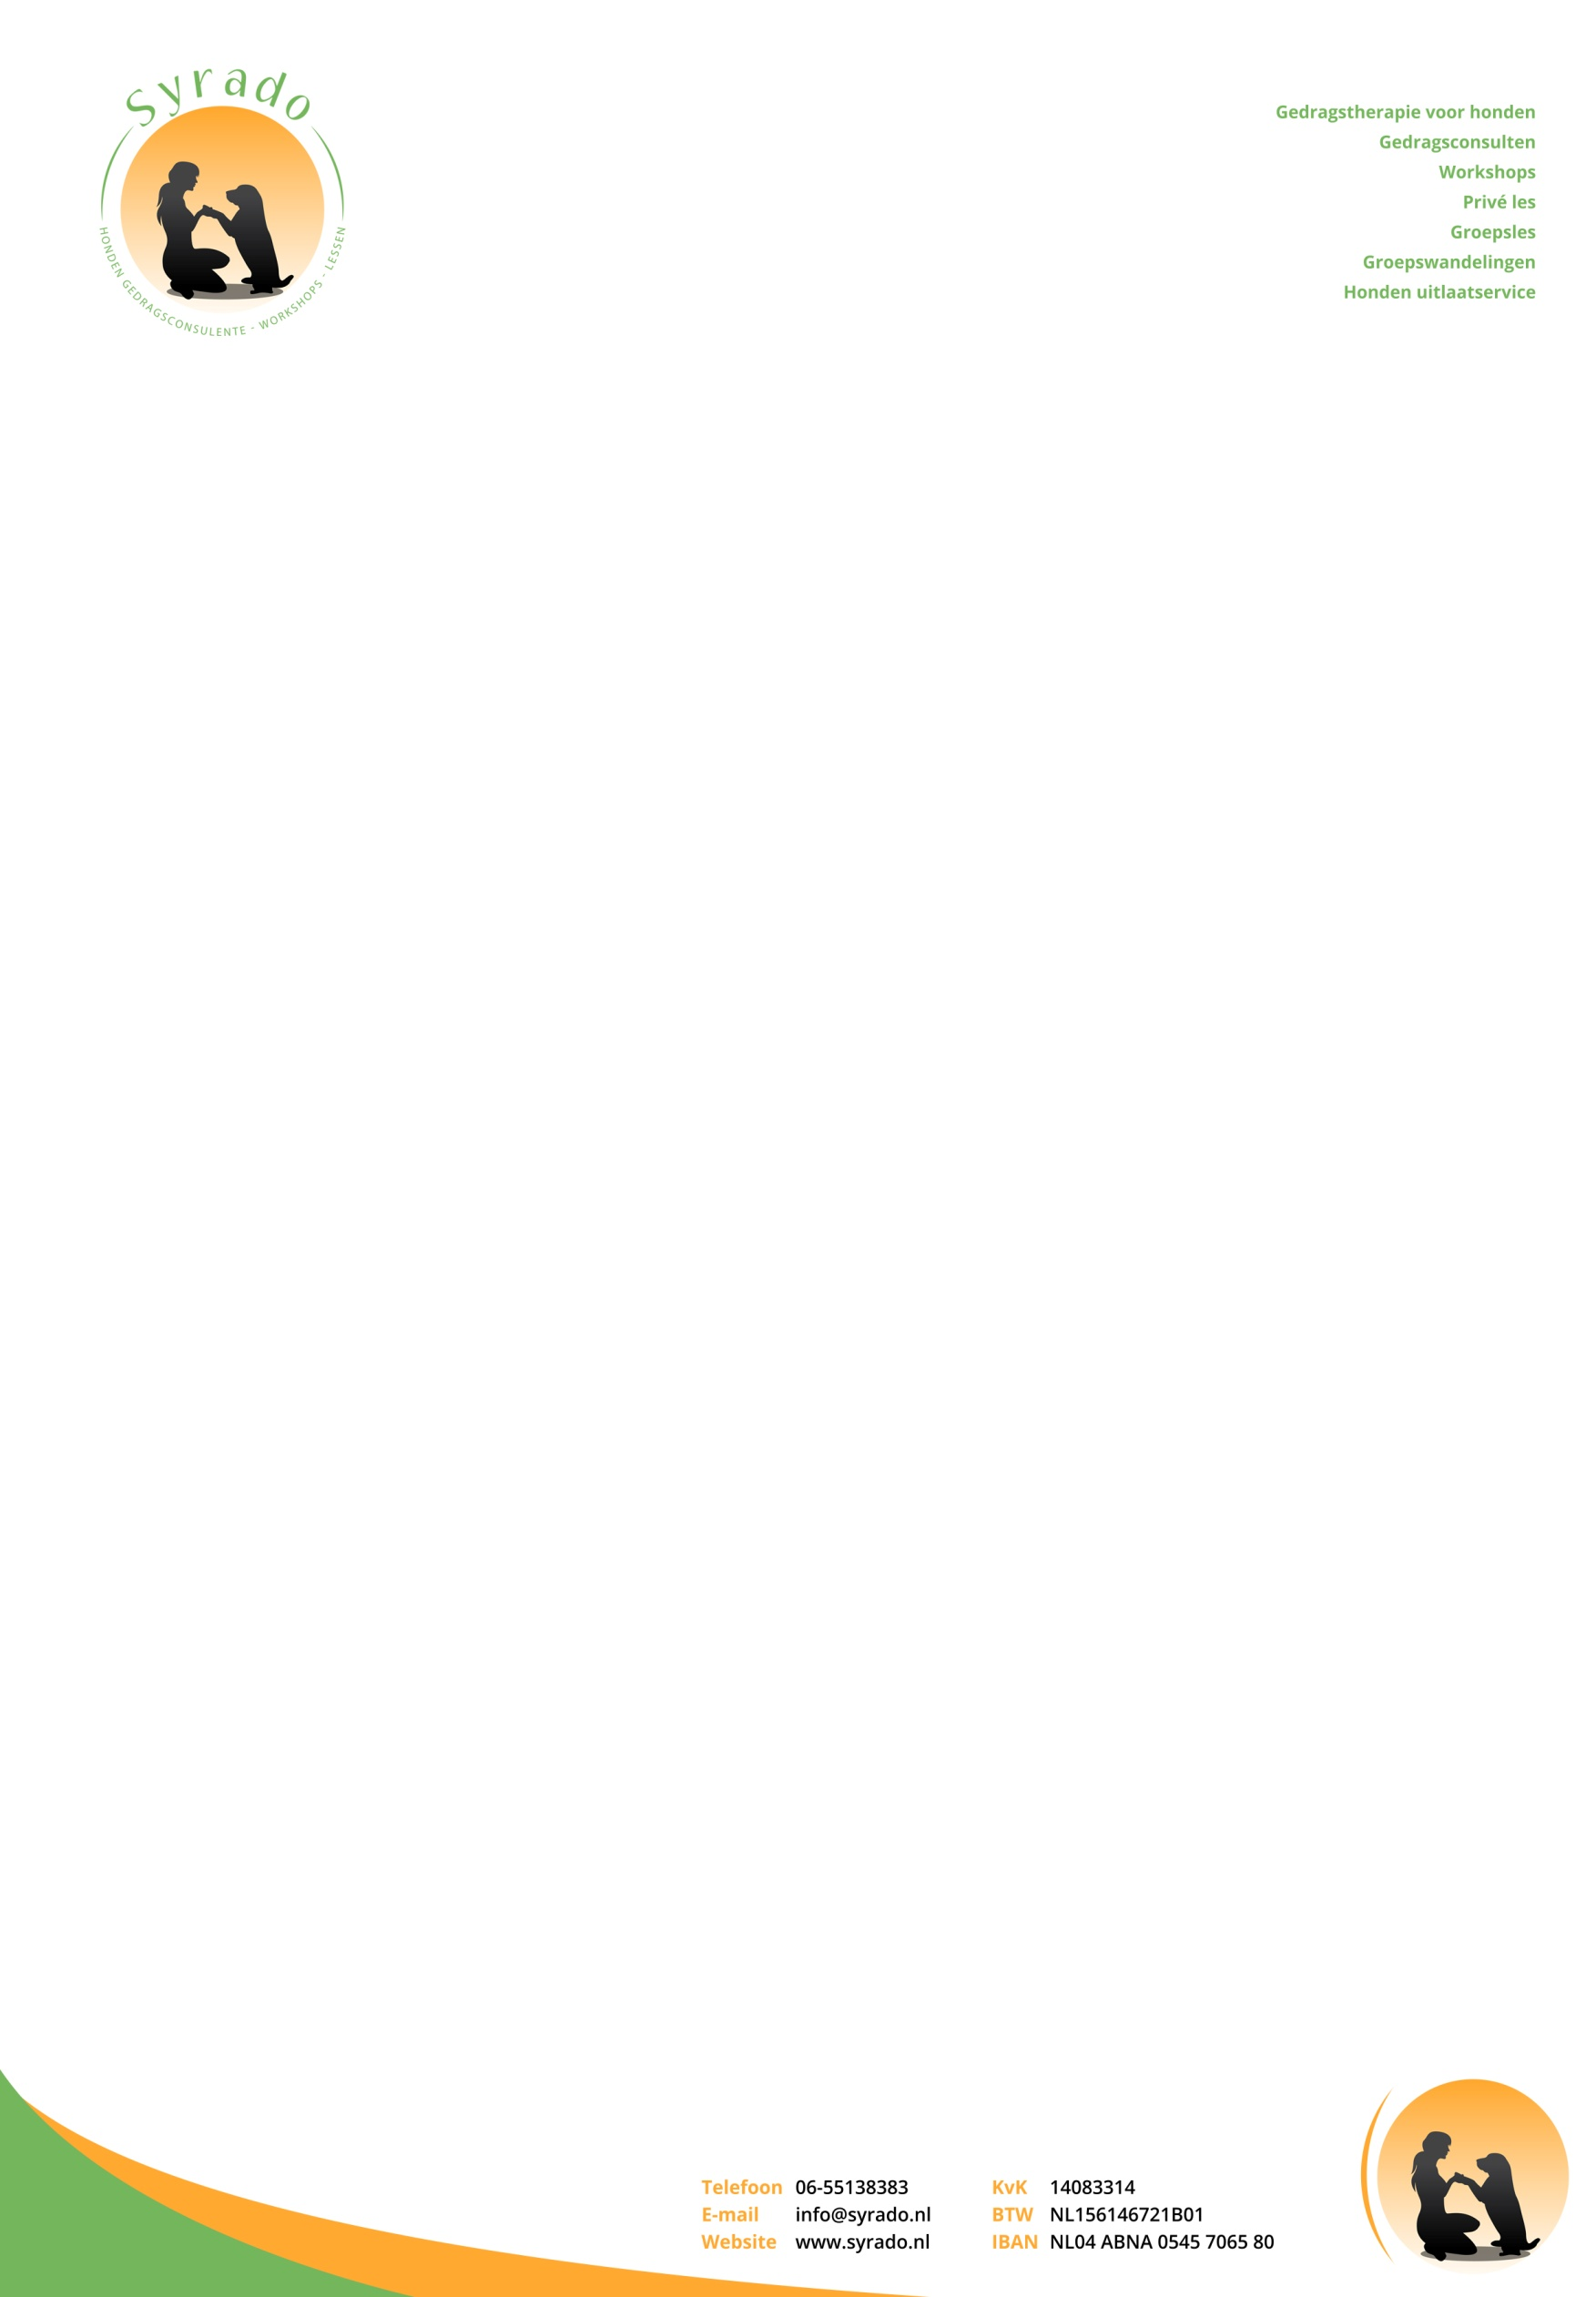 Syrado
HONDEN GEDRAGSCONSULENTE - WORKSHOPS - LESSEN
Gedragstherapie voor honden
Gedragsconsulten
Workshops
Privé les
Groepsles
Groepswandelingen
Honden uitlaatservice
Telefoon 06-55138383
E-mail info@syrado.nl
Website www.syrado.nl
KvK 14083314
BTW NL156146721B01
IBAN NL04 ABNA 0545 7065 80